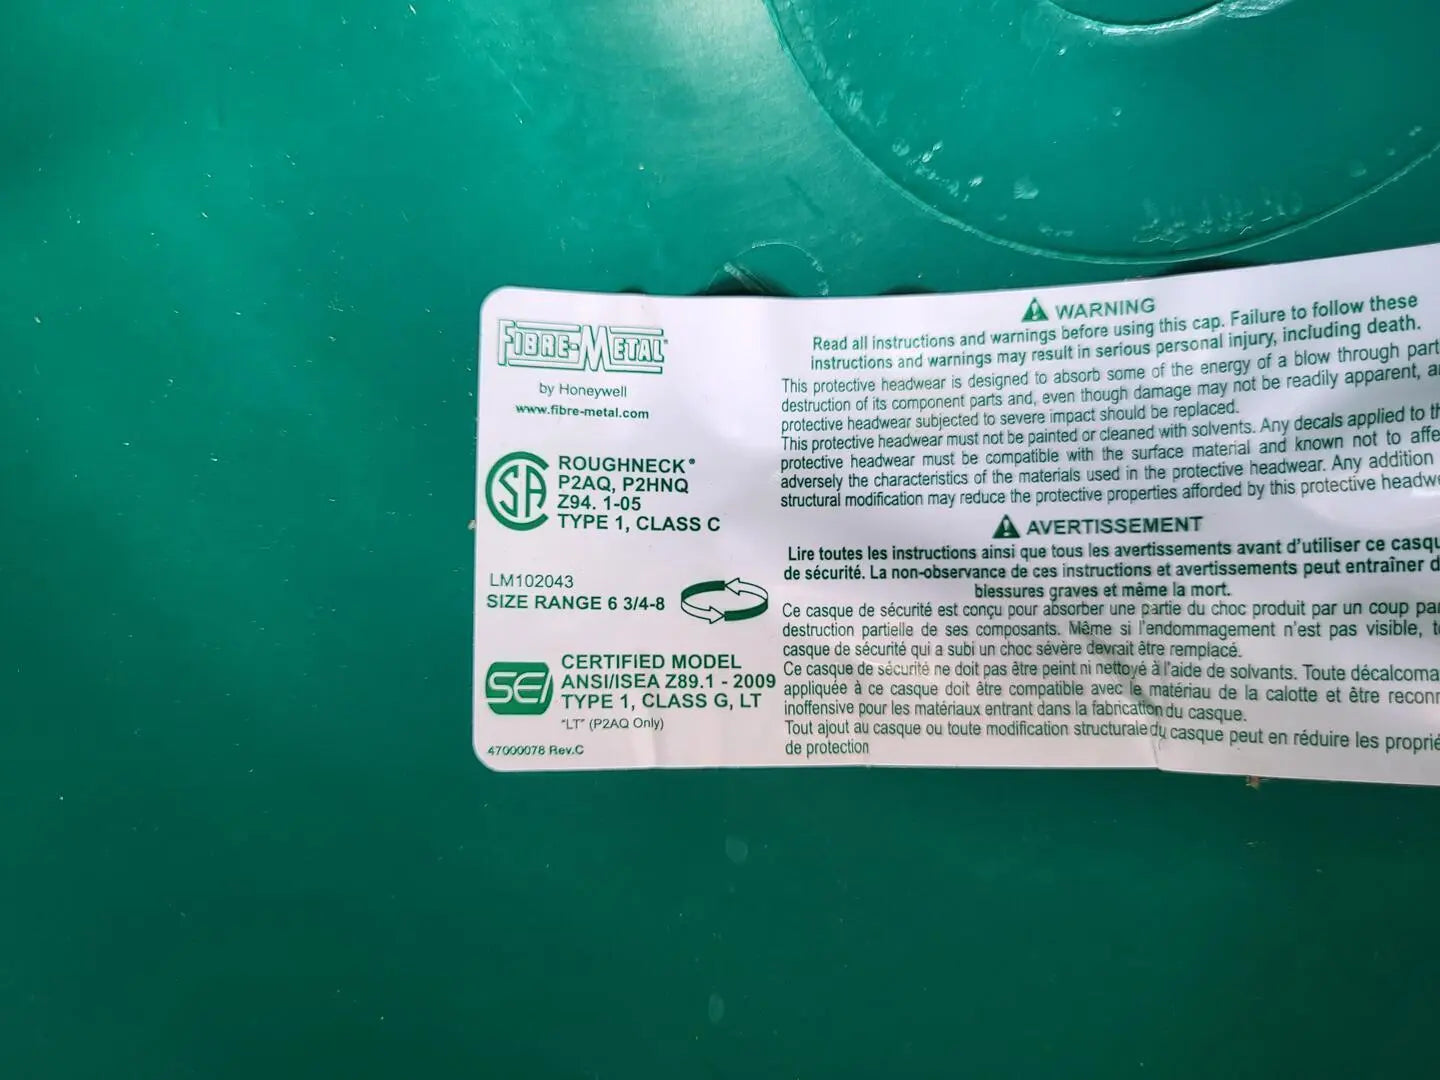 FIBRE-METAL
by Honeywell
www.fibre-metal.com
CSA
ROUGHNECK®
P2AQ, P2HNQ
Z94. 1-05
TYPE 1, CLASS C
LM102043
SIZE RANGE 6 3/4-8
SEI
CERTIFIED MODEL
ANSI/ISEA Z89.1 - 2009
TYPE 1, CLASS G, LT
"LT" (P2AQ Only)
47000078 Rev.C
WARNING
Read all instructions and warnings before using this cap. Failure to follow these
instructions and warnings may result in serious personal injury, including death.
This protective headwear is designed to absorb some of the energy of a blow through part
destruction of its component parts and, even though damage may not be readily apparent, a
protective headwear subjected to severe impact should be replaced.
This protective headwear must not be painted or cleaned with solvents. Any decals applied to th
protective headwear must be compatible with the surface material and known not to affe
adversely the characteristics of the materials used in the protective headwear. Any addition
structural modification may reduce the protective properties afforded by this protective headwe
AVERTISSEMENT
Lire toutes les instructions ainsi que tous les avertissements avant d'utiliser ce casqu
de sécurité. La non-observance de ces instructions et avertissements peut entraîner d
blessures graves et même la mort.
Ce casque de sécurité est conçu pour absorber une partie du choc produit par un coup par
destruction partielle de ses composants. Même si l'endommagement n'est pas visible, t
casque de sécurité qui a subi un choc sévère devrait être remplacé.
Ce casque de sécurité ne doit pas être peint ni nettoyé à l'aide de solvants. Toute décalcoma
appliquée à ce casque doit être compatible avec le matériau de la calotte et être reconn
inoffensive pour les matériaux entrant dans la fabrication du casque.
Tout ajout au casque ou toute modification structurale du casque peut en réduire les proprié
de protection